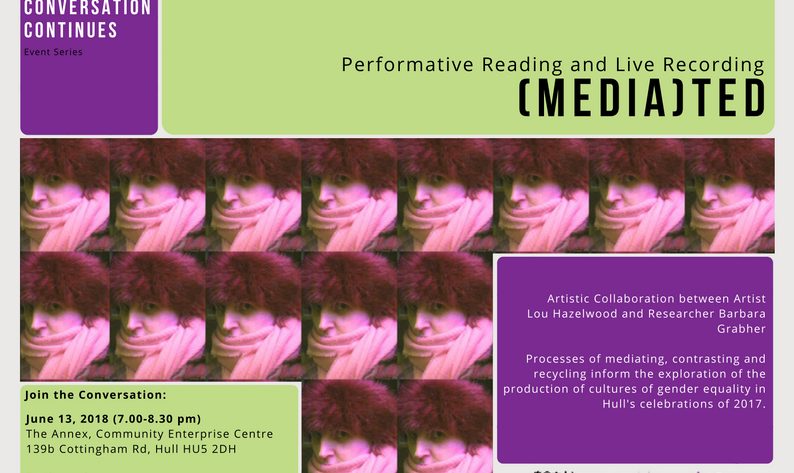 CONVERSATION
CONTINUES
Event Series
Performative Reading and Live Recording
(MEDIA)TED
Artistic Collaboration between Artist
Lou Hazelwood and Researcher Barbara
Grabher
Processes of mediating, contrasting and
recycling inform the exploration of the
production of cultures of gender equality in
Hull's celebrations of 2017.
Join the Conversation:
June 13, 2018 (7.00-8.30 pm)
The Annex, Community Enterprise Centre
139b Cottingham Rd, Hull HU5 2DH